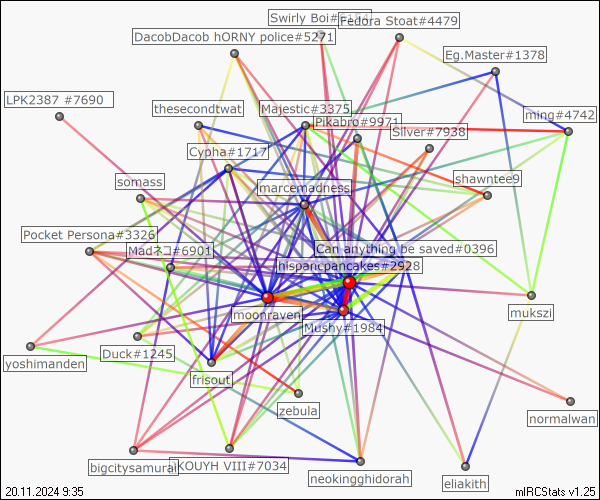 Swirly Boi
Fedora Stoat#4479
DacobDacob hORNY police#5271
Eg.Master#1378
LPK2387 #7690
thesecondtwat
Majestic#3375
Pikabro#9971
ming#4742
Silver#7938
Cypha#1717
somass
marcemadness
shawntee9
Pocket Persona#3326
Madネコ#6901
Can anything be saved#0396
hispancpancakes#2928
moonraven
Mushy#1984
mukszi
yoshimanden
Duck#1245
frisout
zebula
normalwan
bigcitysamurai
KOUYH VIII#7034
neokingghidorah
eliakith
20.11.2024 9:35
mIRCStats v1.25